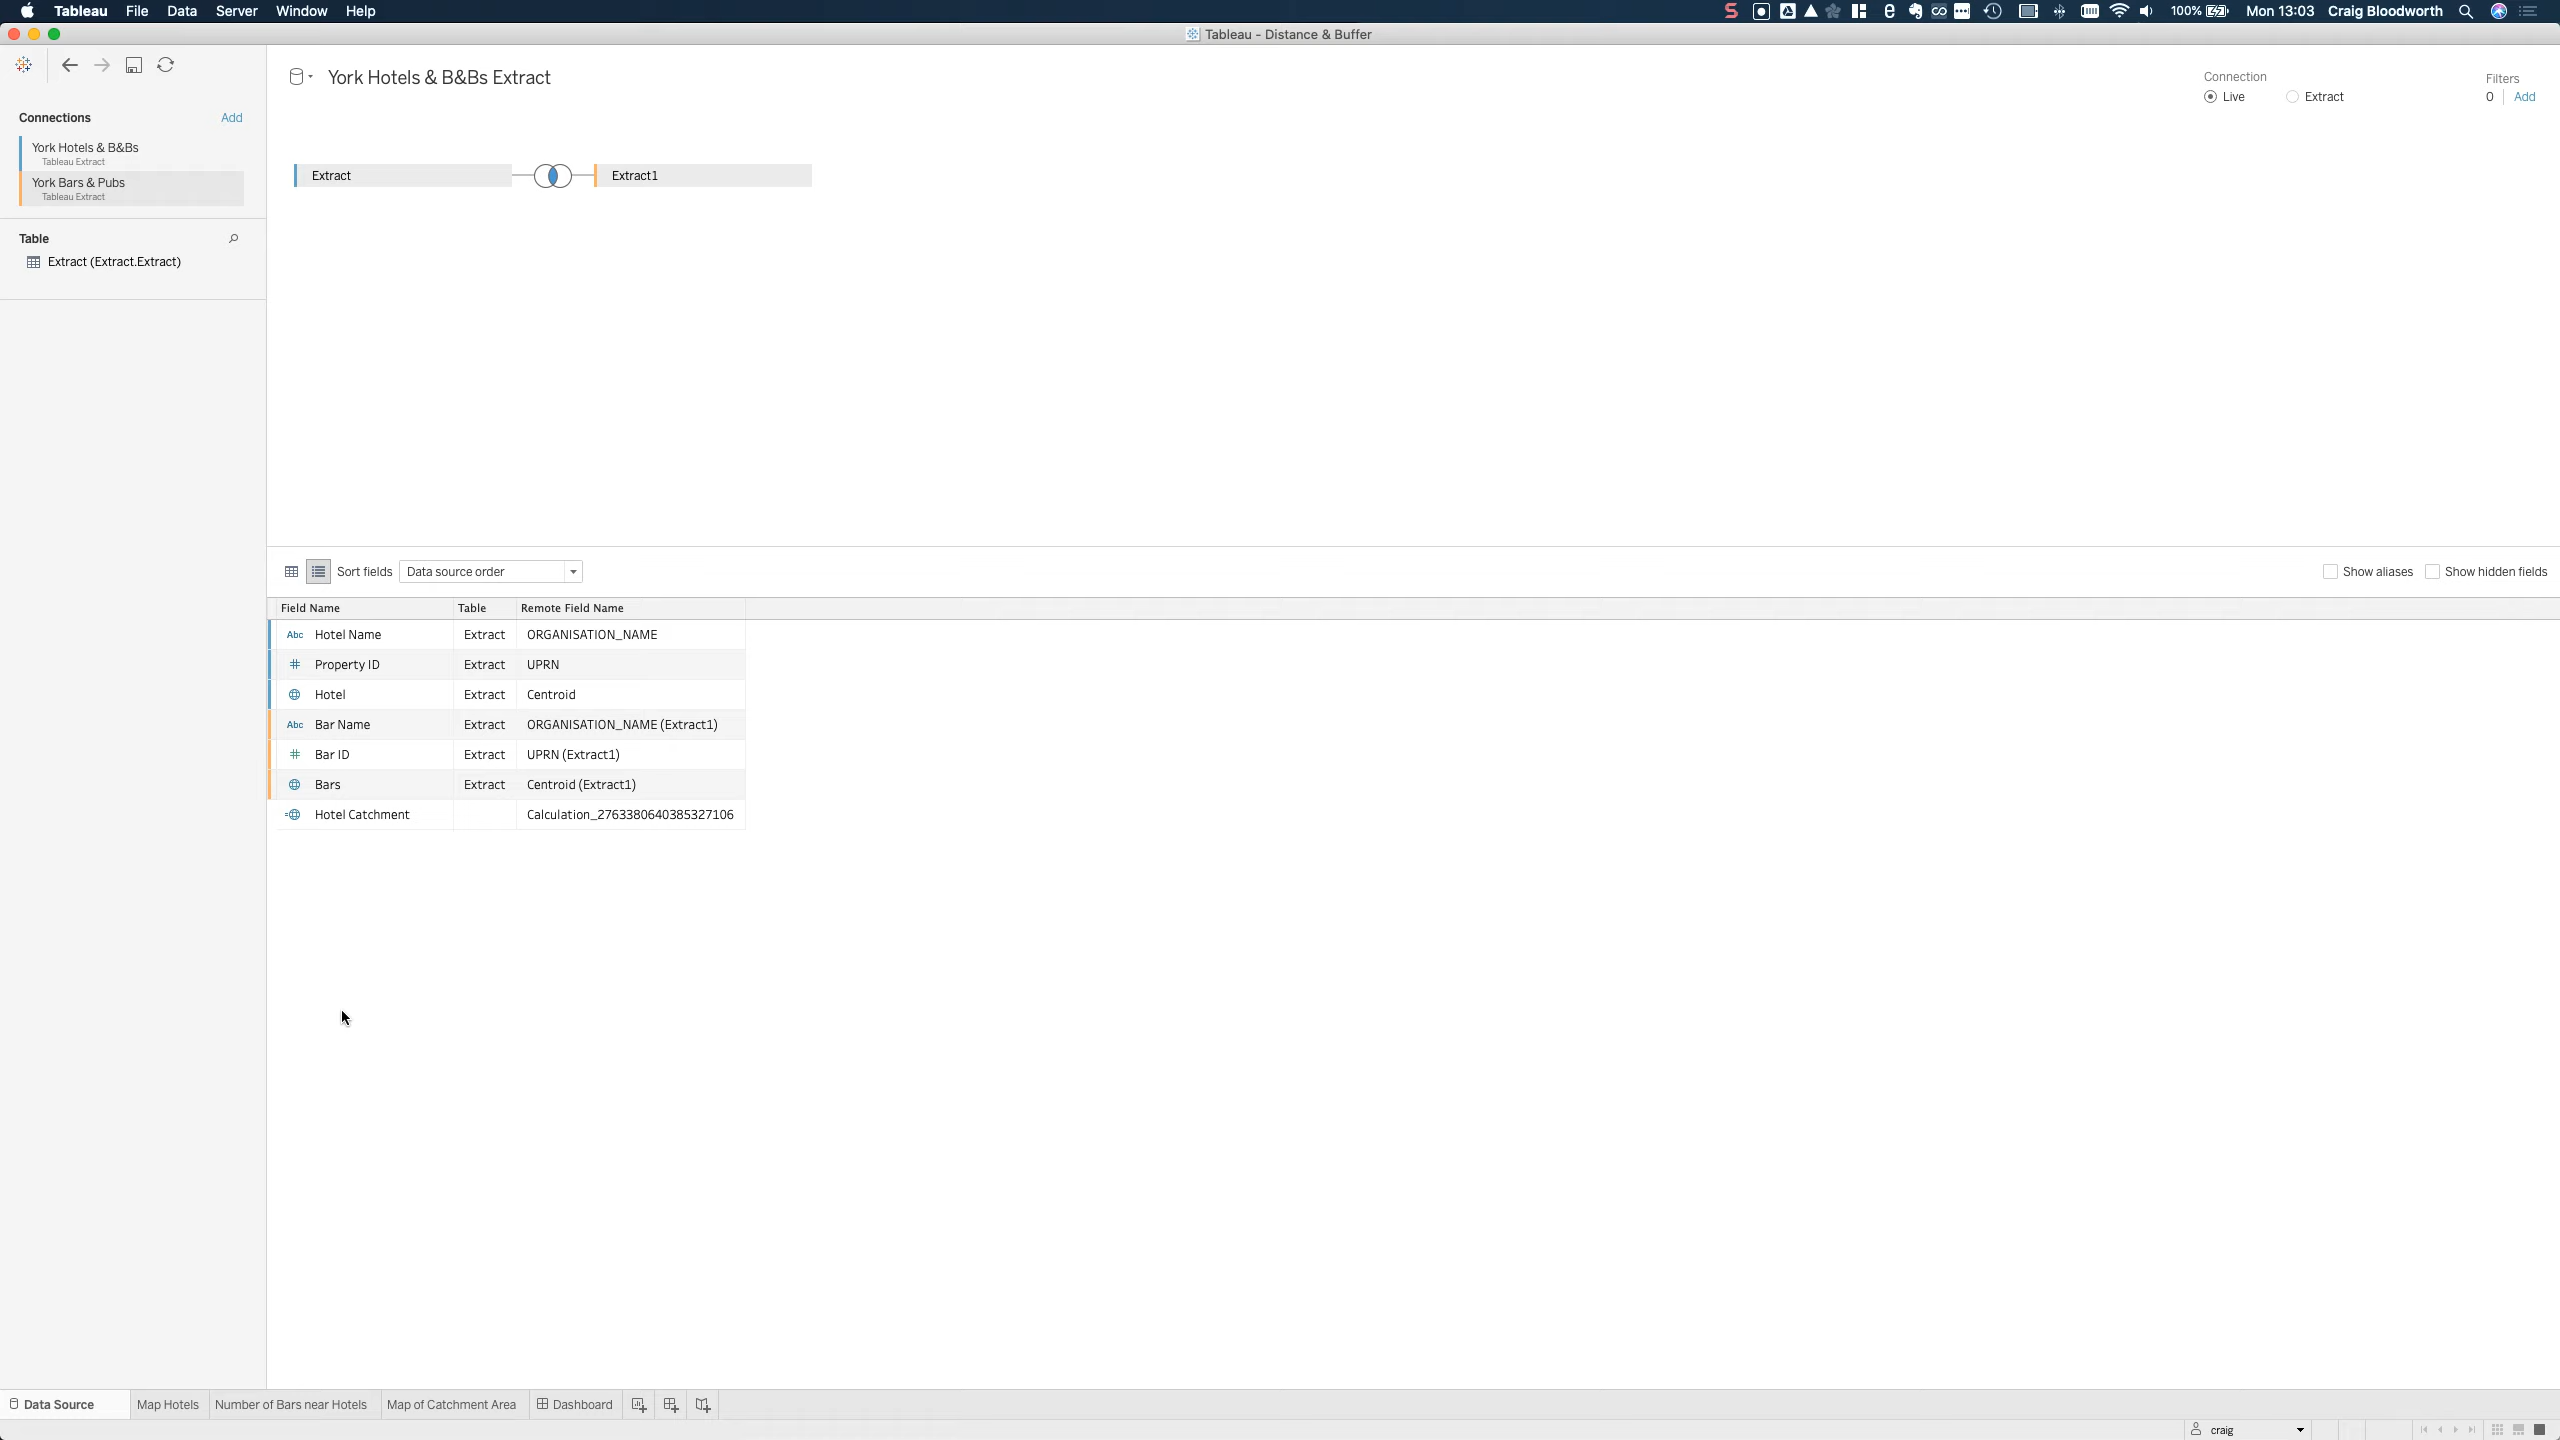 Tableau File Data Server Window Help
100% Mon 13:03 Craig Bloodworth
Tableau - Distance & Buffer
York Hotels & B&Bs Extract
Connection
Live Extract
Filters
0 Add
Connections Add
York Hotels & B&Bs
Tableau Extract
York Bars & Pubs
Tableau Extract
Table
Extract (Extract.Extract)
Extract Extract1
Sort fields Data source order
Show aliases Show hidden fields
Field Name Table Remote Field Name
Abc Hotel Name Extract ORGANISATION_NAME
# Property ID Extract UPRN
Hotel Extract Centroid
Abc Bar Name Extract ORGANISATION_NAME (Extract1)
# Bar ID Extract UPRN (Extract1)
Bars Extract Centroid (Extract1)
Hotel Catchment Calculation_2763380640385327106
Data Source Map Hotels Number of Bars near Hotels Map of Catchment Area Dashboard
craig